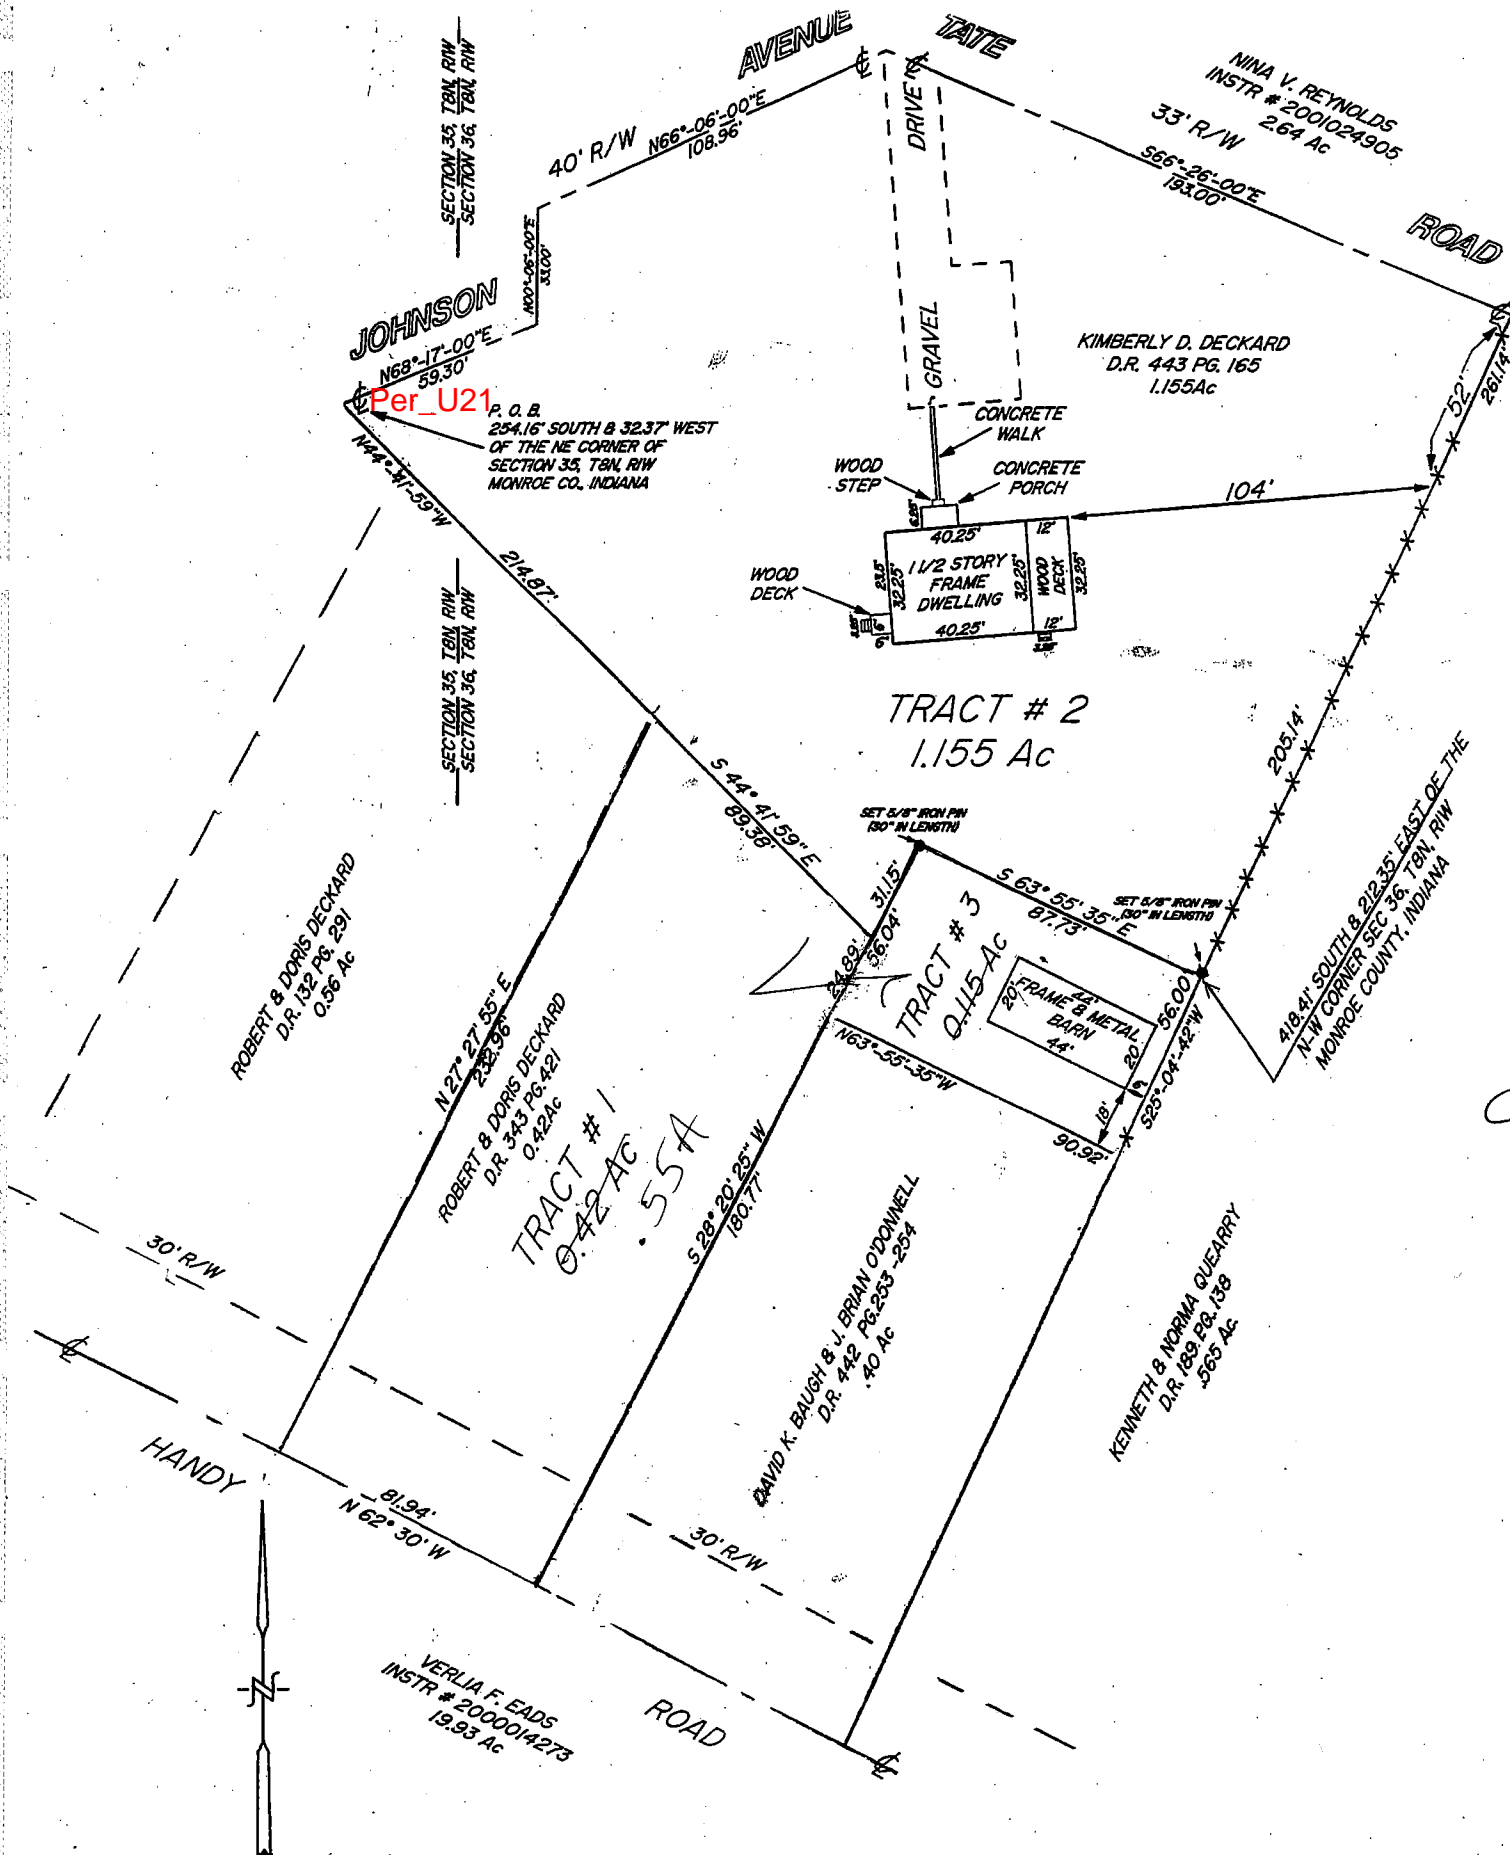 AVENUE
TATE
SECTION 35, T8N, R1W
SECTION 36, T8N, R1W
NINA V. REYNOLDS
INSTR # 2001024905
2.64 Ac
40' R/W
N66°-06'-00"E
108.96'
DRIVE
33' R/W
S66°-26'-00"E
193.00'
ROAD
N00°-06'-00"E
33.00'
JOHNSON
N68°-17'-00"E
59.30'
Per_U21
P. O. B.
254.16' SOUTH & 32.37' WEST
OF THE NE CORNER OF
SECTION 35, T8N, R1W
MONROE CO., INDIANA
GRAVEL
KIMBERLY D. DECKARD
D.R. 443 PG. 165
1.155Ac
261.14'
52'
CONCRETE
WALK
WOOD
STEP
CONCRETE
PORCH
104'
N44°-41'-59"W
214.87'
6.25'
40.25'
12'
23.5'
32.25'
1 1/2 STORY
FRAME
DWELLING
32.25'
WOOD
DECK
32.25'
WOOD
DECK
6'
6'
40.25'
12'
SECTION 35, T8N, R1W
SECTION 36, T8N, R1W
TRACT # 2
1.155 Ac
205.14'
S 44° 41' 59" E
89.38'
SET 5/8" IRON PIN
(30" IN LENGTH)
S 63° 55' 35" E
87.73'
SET 5/8" IRON PIN
(30" IN LENGTH)
418.41' SOUTH & 212.35' EAST OF THE
N-W CORNER SEC 36, T8N, R1W
MONROE COUNTY, INDIANA
31.15'
56.04'
24.89'
TRACT # 3
0.115 Ac
44'
20'
FRAME & METAL
BARN
44'
20'
56.00'
S25°-04'-42"W
18'
N63°-55'-35"W
90.92'
ROBERT & DORIS DECKARD
D.R. 132 PG. 291
0.56 Ac
N 27° 27' 55" E
232.96'
ROBERT & DORIS DECKARD
D.R. 343 PG. 421
0.42Ac
TRACT # 1
0.42 Ac
.55A
S 28° 20' 25" W
180.77'
DAVID K. BAUGH & J. BRIAN O'DONNELL
D.R. 442 PG.253-254
.40 Ac
KENNETH & NORMA QUEARRY
D.R. 189, PG. 138
.565 Ac
30' R/W
HANDY
81.94'
N 62° 30' W
30' R/W
ROAD
N
VERLIA F. EADS
INSTR # 2000014273
19.93 Ac